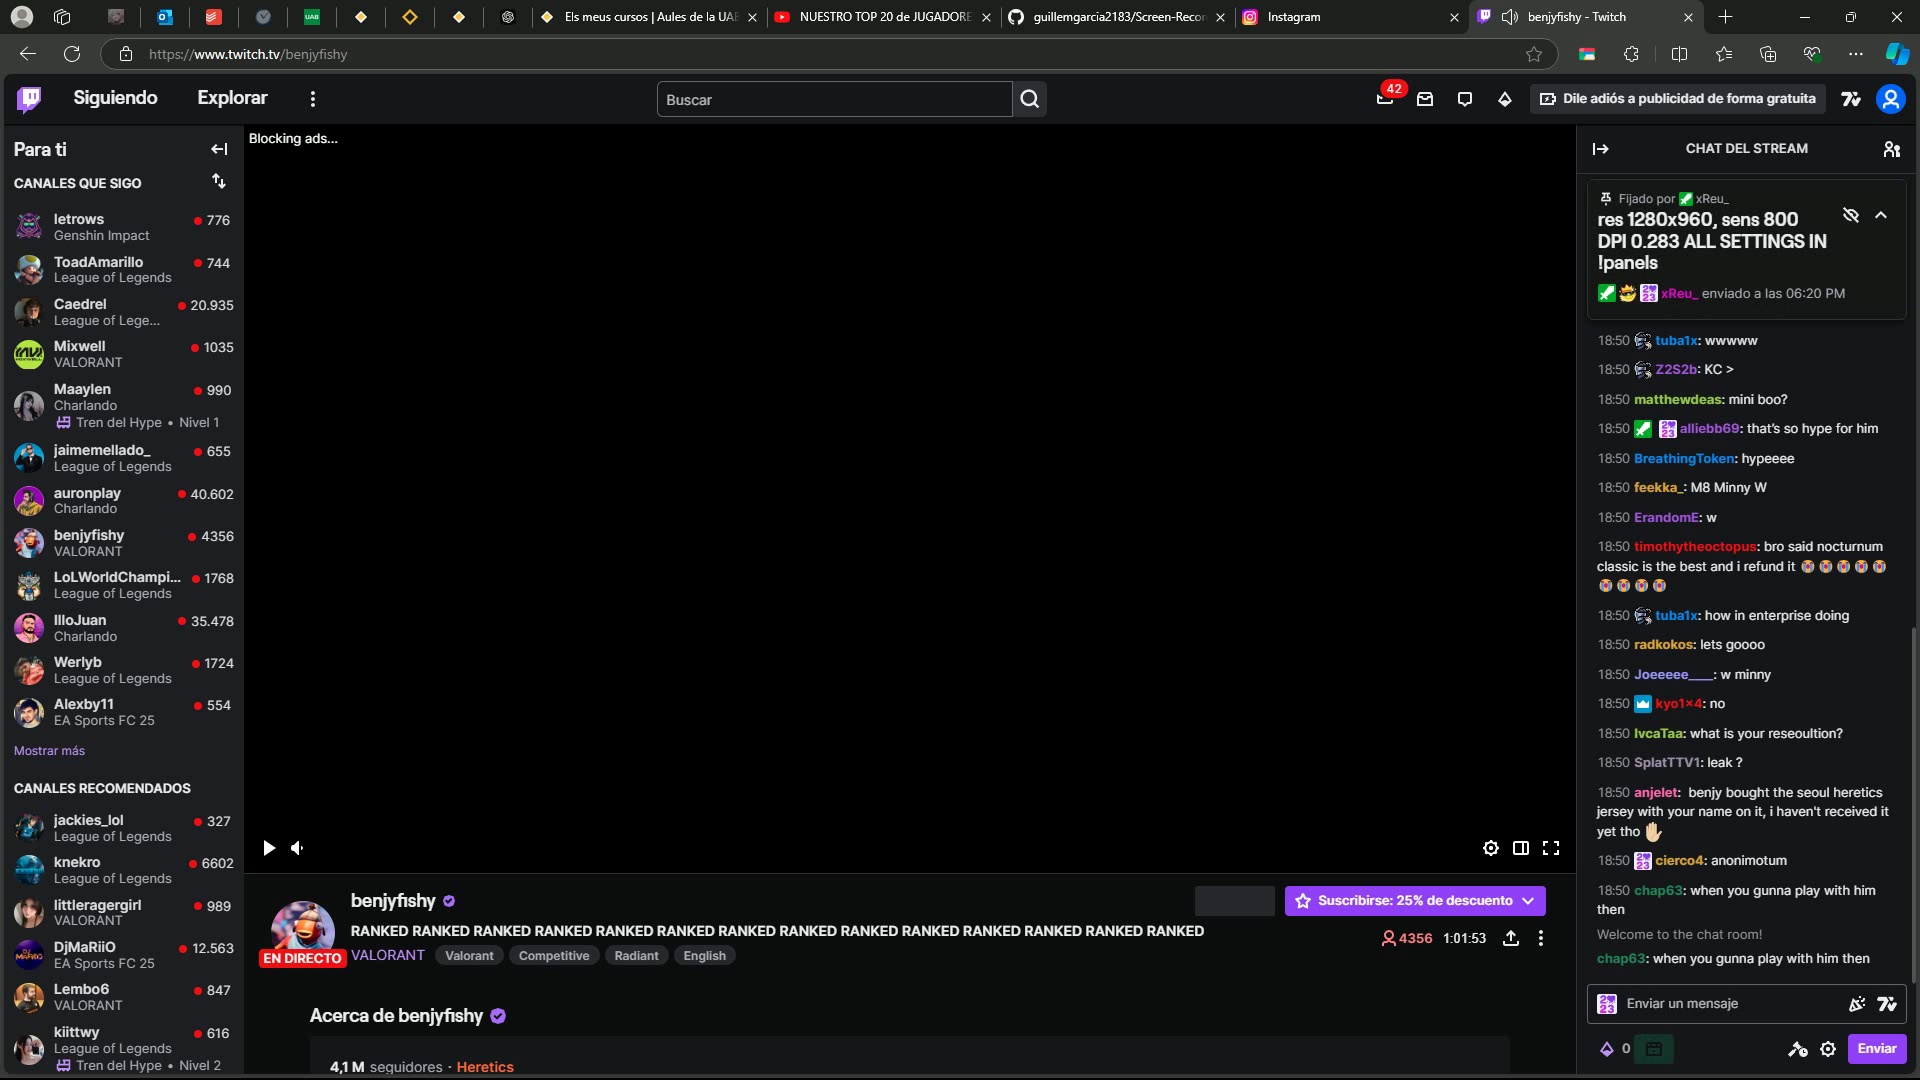 UAB
Els meus cursos | Aules de la UAB
NUESTRO TOP 20 de JUGADORE
guillemgarcia2183/Screen-Recor
Instagram
benjyfishy - Twitch
https://www.twitch.tv/benjyfishy
Siguiendo
Explorar
Buscar
42
Dile adiós a publicidad de forma gratuita
Para ti
CANALES QUE SIGO
letrows
776
Genshin Impact
ToadAmarillo
744
League of Legends
Caedrel
20.935
League of Lege...
Mixwell
1035
VALORANT
Maaylen
990
Charlando
Tren del Hype • Nivel 1
jaimemellado_
655
League of Legends
auronplay
40.602
Charlando
benjyfishy
4356
VALORANT
LoLWorldChampi...
1768
League of Legends
IlloJuan
35.478
Charlando
Werlyb
1724
League of Legends
Alexby11
554
EA Sports FC 25
Mostrar más
CANALES RECOMENDADOS
jackies_lol
327
League of Legends
knekro
6602
League of Legends
littleragergirl
989
VALORANT
DjMaRiiO
12.563
EA Sports FC 25
Lembo6
847
VALORANT
kiittwy
616
League of Legends
Tren del Hype • Nivel 2
Blocking ads...
benjyfishy
Suscribirse: 25% de descuento
RANKED RANKED RANKED RANKED RANKED RANKED RANKED RANKED RANKED RANKED RANKED RANKED RANKED RANKED
4356 1:01:53
EN DIRECTO
VALORANT
Valorant
Competitive
Radiant
English
Acerca de benjyfishy
4,1 M seguidores · Heretics
CHAT DEL STREAM
Fijado por xReu_
res 1280x960, sens 800
DPI 0.283 ALL SETTINGS IN
!panels
xReu_ enviado a las 06:20 PM
18:50 tuba1x: wwwww
18:50 Z2S2b: KC >
18:50 matthewdeas: mini boo?
18:50 alliebb69: that's so hype for him
18:50 BreathingToken: hypeeee
18:50 feekka_: M8 Minny W
18:50 ErandomE: w
18:50 timothytheoctopus: bro said nocturnum
classic is the best and i refund it 😭😭😭😭😭
😭😭😭😭
18:50 tuba1x: how in enterprise doing
18:50 radkokos: lets goooo
18:50 Joeeeee____: w minny
18:50 kyo1x4: no
18:50 IvcaTaa: what is your reseoultion?
18:50 SplatTTV1: leak ?
18:50 anjelet: benjy bought the seoul heretics
jersey with your name on it, i haven't received it
yet tho ✋🏼
18:50 cierco4: anonimotum
18:50 chap63: when you gunna play with him
then
Welcome to the chat room!
chap63: when you gunna play with him then
Enviar un mensaje
0
Enviar